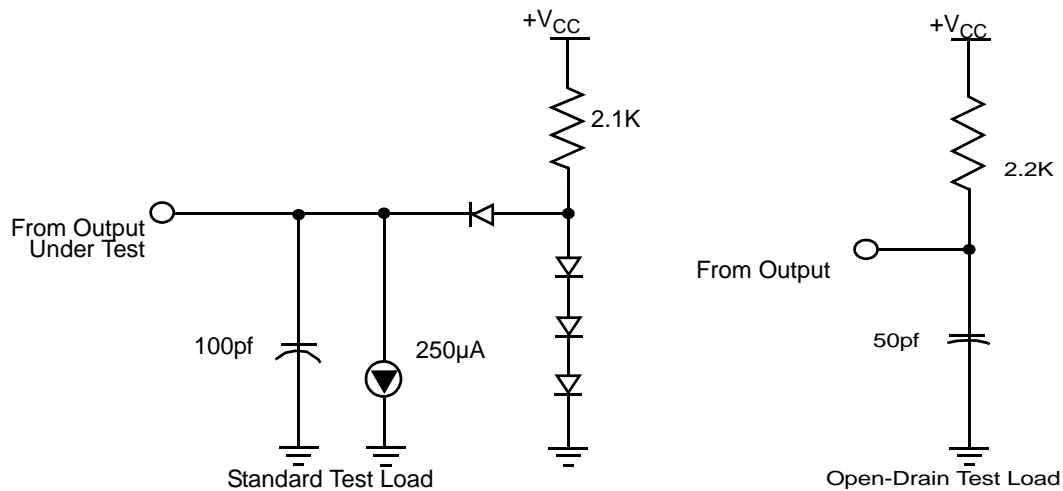 +VCC
2.1K
From Output
Under Test
100pf
250µA
Standard Test Load
+VCC
2.2K
From Output
50pf
Open-Drain Test Load